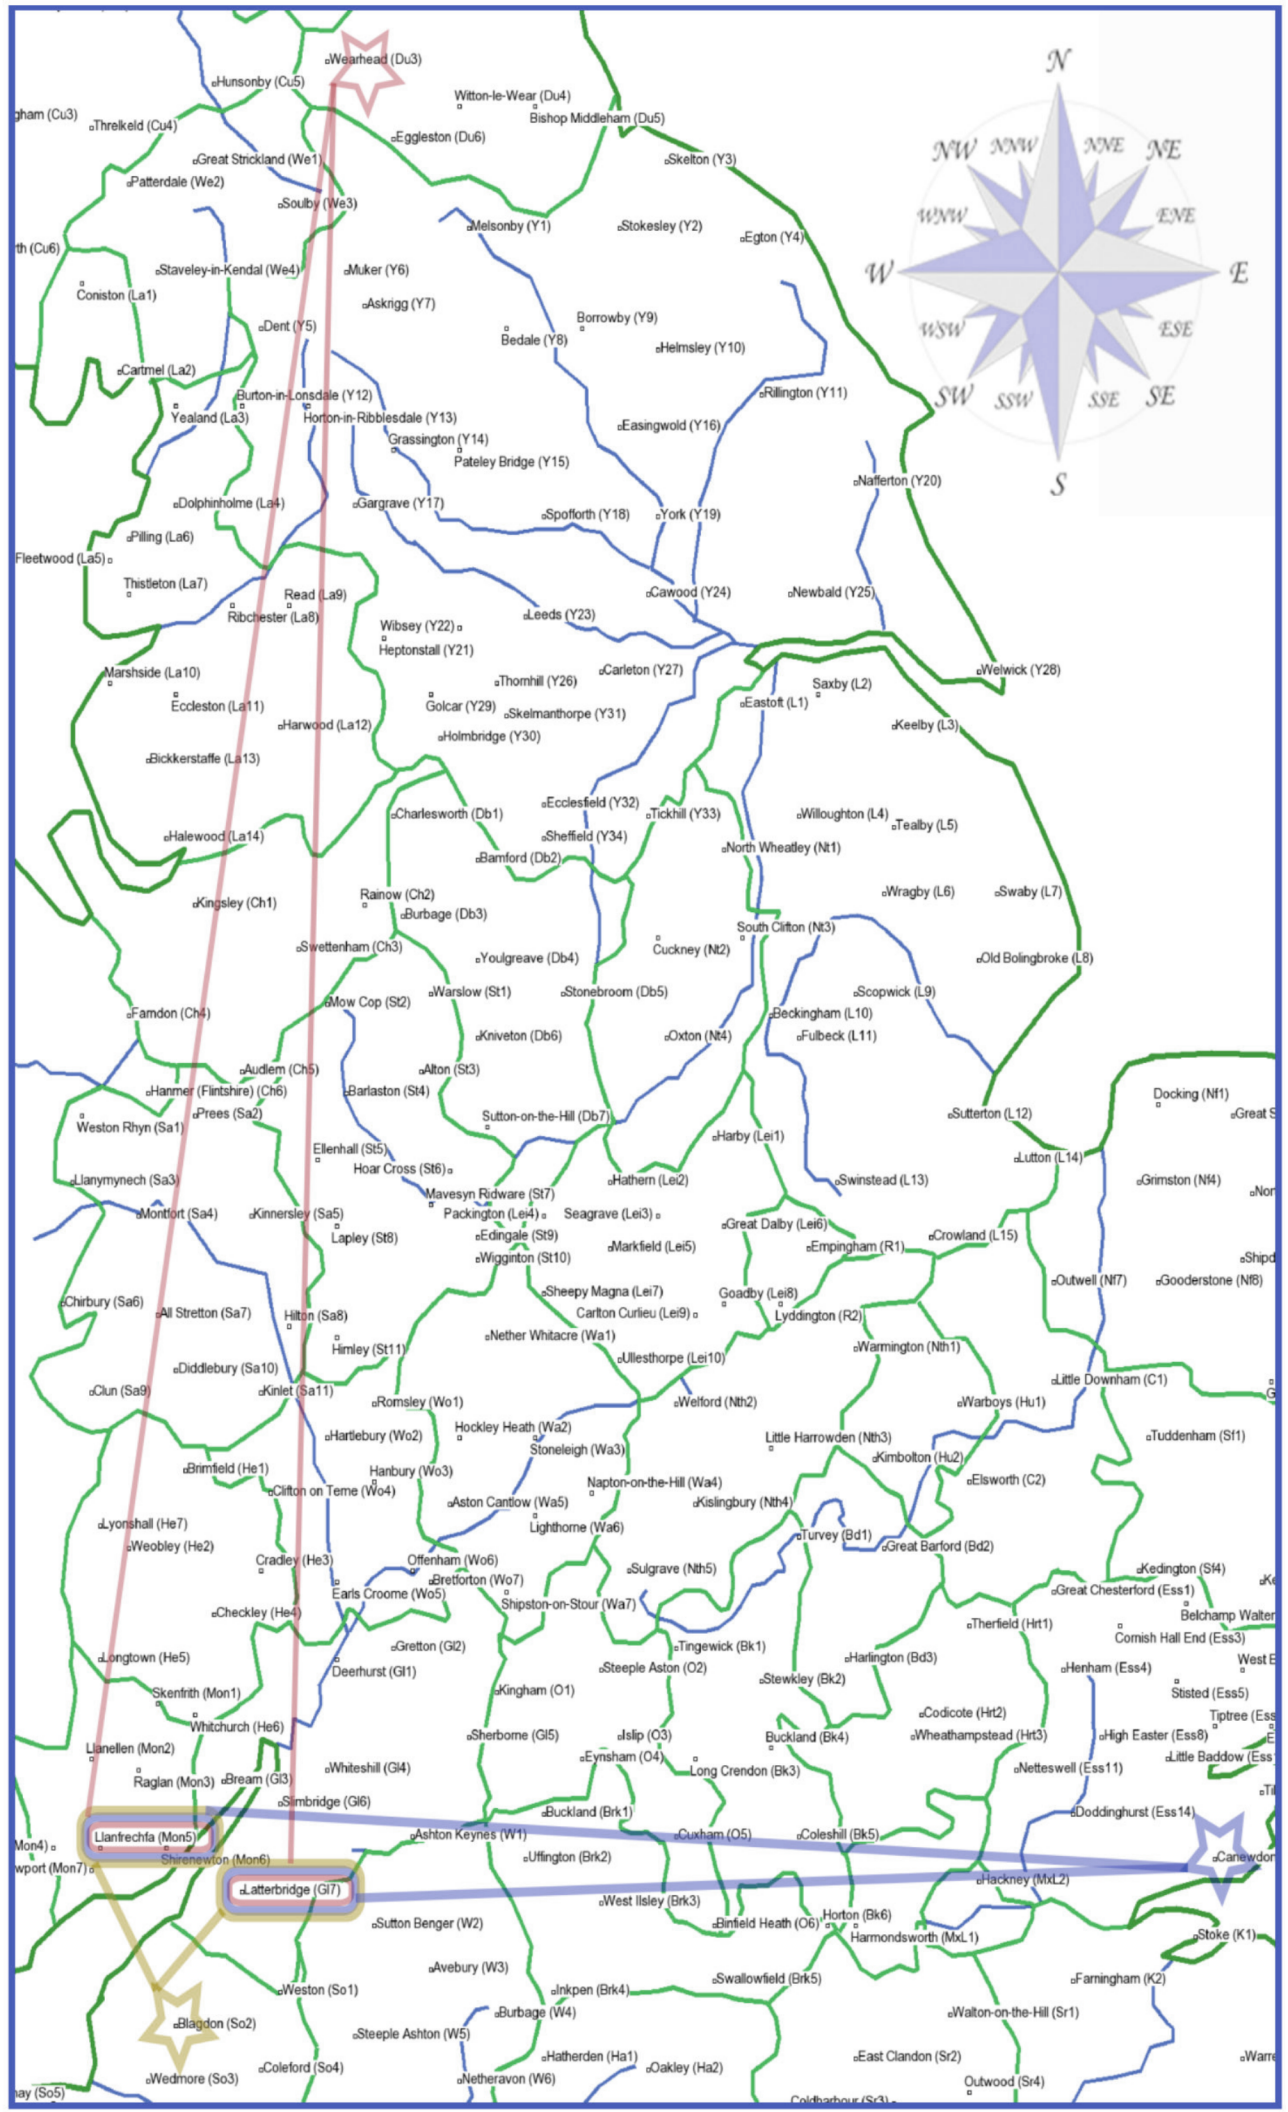 Wearhead (Du3)
Hunsonby (Cu5)
Witton-le-Wear (Du4)
gham (Cu3)
Threlkeld (Cu4)
Bishop Middleham (Du5)
Eggleston (Du6)
Great Strickland (We1)
Skelton (Y3)
Patterdale (We2)
Soulby (We3)
Melsonby (Y1)
Stokesley (Y2)
Egton (Y4)
th (Cu6)
Staveley-in-Kendal (We4)
Muker (Y6)
Coniston (La1)
Askrigg (Y7)
Dent (Y5)
Borrowby (Y9)
Bedale (Y8)
Helmsley (Y10)
Cartmel (La2)
Burton-in-Lonsdale (Y12)
Rillington (Y11)
Yealand (La3)
Horton-in-Ribblesdale (Y13)
Easingwold (Y16)
Grassington (Y14)
Pateley Bridge (Y15)
Nafferton (Y20)
N
NNW
NNE
NW
NE
WNW
ENE
W
E
WSW
ESE
SW
SSW
SSE
SE
S
Dolphinholme (La4)
Gargrave (Y17)
Spofforth (Y18)
York (Y19)
Pilling (La6)
Fleetwood (La5)
Thistleton (La7)
Read (La9)
Cawood (Y24)
Newbald (Y25)
Ribchester (La8)
Leeds (Y23)
Wibsey (Y22)
Heptonstall (Y21)
Marshside (La10)
Thornhill (Y26)
Carleton (Y27)
Welwick (Y28)
Saxby (L2)
Eccleston (La11)
Golcar (Y29)
Skelmanthorpe (Y31)
Eastoft (L1)
Harwood (La12)
Holmbridge (Y30)
Keelby (L3)
Bickkerstaffe (La13)
Ecclesfield (Y32)
Charlesworth (Db1)
Tickhill (Y33)
Willoughton (L4)
Tealby (L5)
Halewood (La14)
Sheffield (Y34)
North Wheatley (Nt1)
Bamford (Db2)
Kingsley (Ch1)
Rainow (Ch2)
Wragby (L6)
Swaby (L7)
Burbage (Db3)
South Clifton (Nt3)
Swettenham (Ch3)
Cuckney (Nt2)
Youlgreave (Db4)
Old Bolingbroke (L8)
Mow Cop (St2)
Warslow (St1)
Stonebroom (Db5)
Scopwick (L9)
Farndon (Ch4)
Beckingham (L10)
Kniveton (Db6)
Oxton (Nt4)
Fulbeck (L11)
Audlem (Ch5)
Alton (St3)
Hanmer (Flintshire) (Ch6)
Barlaston (St4)
Docking (Nf1)
Weston Rhyn (Sa1)
Prees (Sa2)
Sutton-on-the-Hill (Db7)
Sutterton (L12)
Great S
Harby (Lei1)
Ellenhall (St5)
Hoar Cross (St6)
Lutton (L14)
Llanymynech (Sa3)
Hathern (Lei2)
Swinstead (L13)
Grimston (Nf4)
Nor
Mavesyn Ridware (St7)
Montfort (Sa4)
Kinnersley (Sa5)
Packington (Lei4)
Seagrave (Lei3)
Great Dalby (Lei6)
Lapley (St8)
Edingale (St9)
Markfield (Lei5)
Empingham (R1)
Crowland (L15)
Wigginton (St10)
Shipd
Outwell (Nf7)
Gooderstone (Nf8)
Chirbury (Sa6)
All Stretton (Sa7)
Hilton (Sa8)
Sheepy Magna (Lei7)
Goadby (Lei8)
Carlton Curlieu (Lei9)
Lyddington (R2)
Nether Whitacre (Wa1)
Himley (St11)
Warmington (Nth1)
Ullesthorpe (Lei10)
Diddlebury (Sa10)
Little Downham (C1)
Clun (Sa9)
Kinlet (Sa11)
G
Romsley (Wo1)
Welford (Nth2)
Warboys (Hu1)
Hartlebury (Wo2)
Hockley Heath (Wa2)
Stoneleigh (Wa3)
Little Harrowden (Nth3)
Tuddenham (Sf1)
Kimbolton (Hu2)
Brimfield (He1)
Hanbury (Wo3)
Napton-on-the-Hill (Wa4)
Elsworth (C2)
Clifton on Teme (Wo4)
Aston Cantlow (Wa5)
Kislingbury (Nth4)
Lyonshall (He7)
Lighthorne (Wa6)
Turvey (Bd1)
Weobley (He2)
Great Barford (Bd2)
Cradley (He3)
Offenham (Wo6)
Sulgrave (Nth5)
Kedington (Sf4)
Ke
Bretforton (Wo7)
Earls Croome (Wo5)
Great Chesterford (Ess1)
Shipston-on-Stour (Wa7)
Checkley (He4)
Belchamp Walter
Therfield (Hrt1)
Cornish Hall End (Ess3)
Gretton (Gl2)
Tingewick (Bk1)
Longtown (He5)
Deerhurst (Gl1)
Steeple Aston (O2)
Harlington (Bd3)
West B
Henham (Ess4)
Stewkley (Bk2)
Skenfrith (Mon1)
Kingham (O1)
Stisted (Ess5)
Codicote (Hrt2)
Tiptree (Ess
Whitchurch (He6)
Sherborne (Gl5)
Islip (O3)
Buckland (Bk4)
Wheathampstead (Hrt3)
High Easter (Ess8)
E
Llanellen (Mon2)
Eynsham (O4)
Little Baddow (Ess
Whiteshill (Gl4)
Long Crendon (Bk3)
Netteswell (Ess11)
Raglan (Mon3)
Bream (Gl3)
Til
Slimbridge (Gl6)
Buckland (Brk1)
Doddinghurst (Ess14)
Llanfrechfa (Mon5)
Ashton Keynes (W1)
Cuxham (O5)
Coleshill (Bk5)
Mon4)
Shirenewton (Mon6)
Uffington (Brk2)
Canewdon
wport (Mon7)
Hackney (MxL2)
Latterbridge (Gl7)
West Ilsley (Brk3)
Sutton Benger (W2)
Binfield Heath (O6)
Horton (Bk6)
Harmondsworth (MxL1)
Stoke (K1)
Avebury (W3)
Swallowfield (Brk5)
Farningham (K2)
Weston (So1)
Inkpen (Brk4)
Burbage (W4)
Walton-on-the-Hill (Sr1)
Blagdon (So2)
Steeple Ashton (W5)
Hatherden (Ha1)
East Clandon (Sr2)
Warre
Coleford (So4)
Oakley (Ha2)
Wedmore (So3)
Netheravon (W6)
Outwood (Sr4)
nay (So5)
Coldharbour (Sr3)